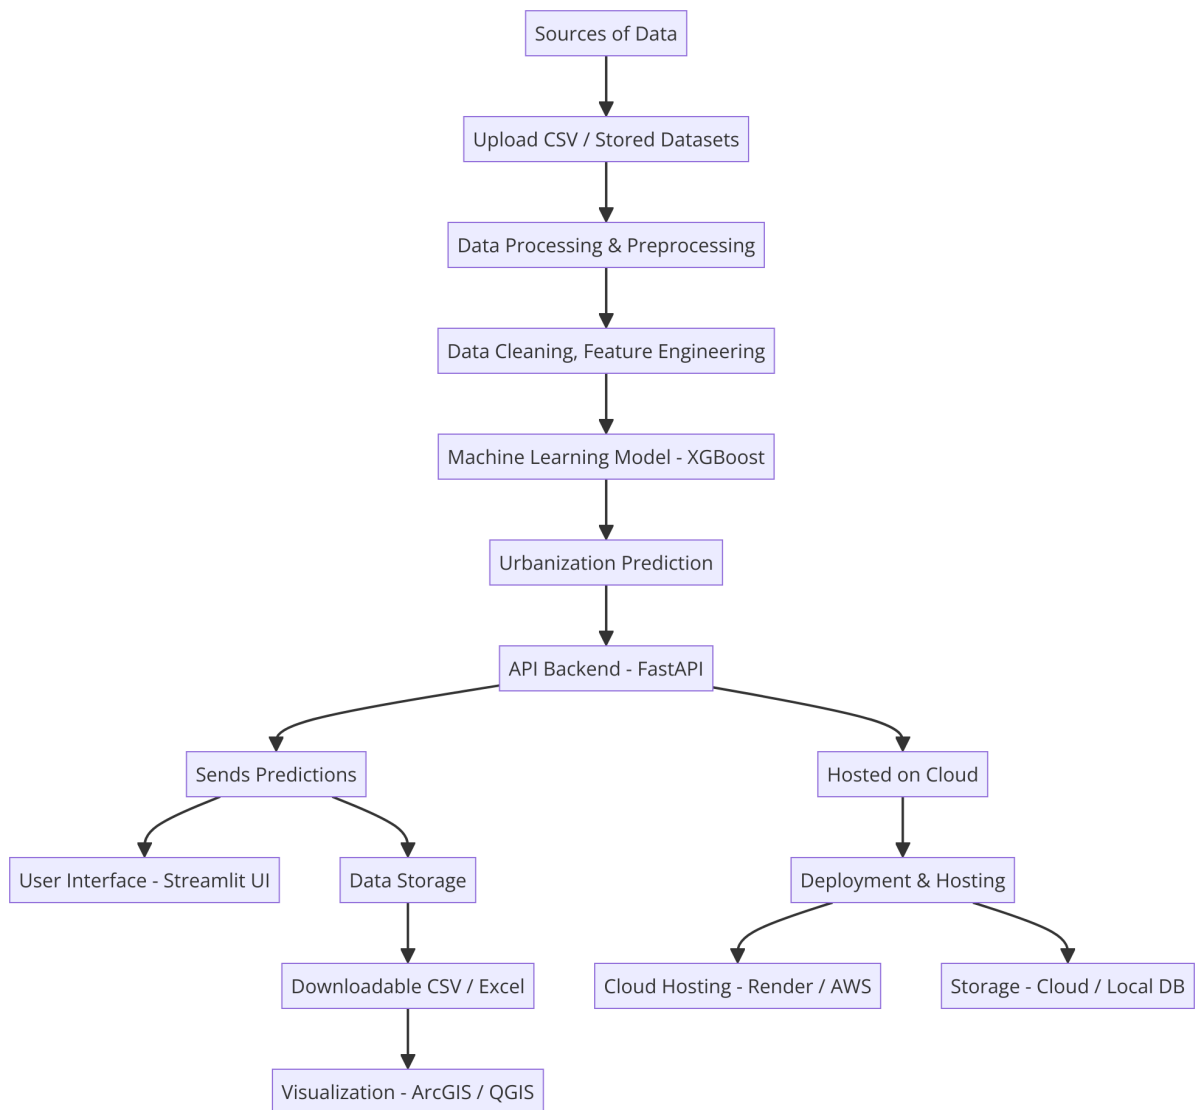 Sources of Data
Upload CSV / Stored Datasets
Data Processing & Preprocessing
Data Cleaning, Feature Engineering
Machine Learning Model - XGBoost
Urbanization Prediction
API Backend - FastAPI
Sends Predictions
Hosted on Cloud
User Interface - Streamlit UI
Data Storage
Deployment & Hosting
Downloadable CSV / Excel
Cloud Hosting - Render / AWS
Storage - Cloud / Local DB
Visualization - ArcGIS / QGIS